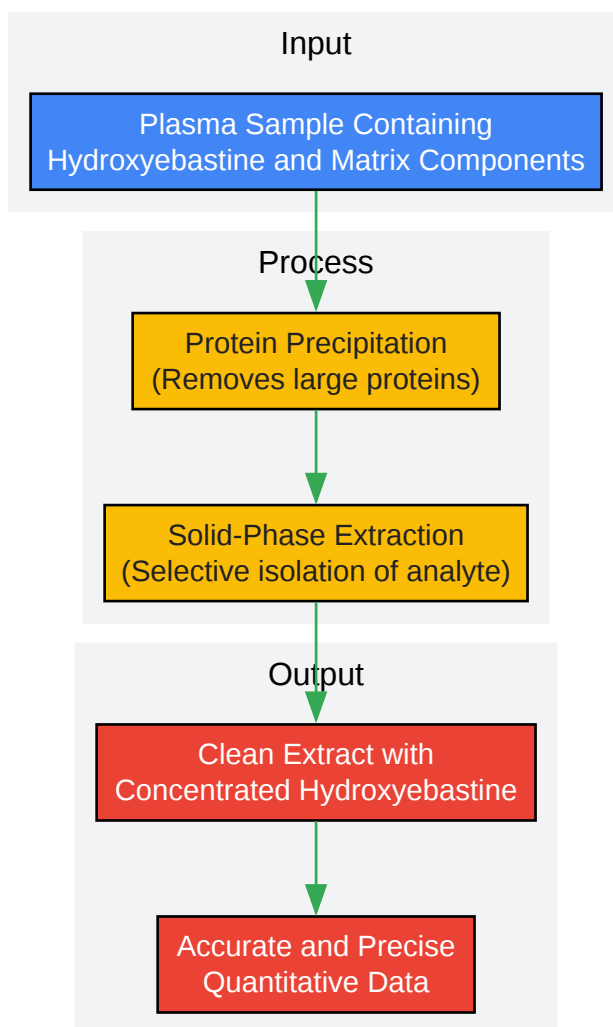 Input
Plasma Sample Containing
Hydroxyebastine and Matrix Components
Process
Protein Precipitation
(Removes large proteins)
Solid-Phase Extraction
(Selective isolation of analyte)
Output
Clean Extract with
Concentrated Hydroxyebastine
Accurate and Precise
Quantitative Data